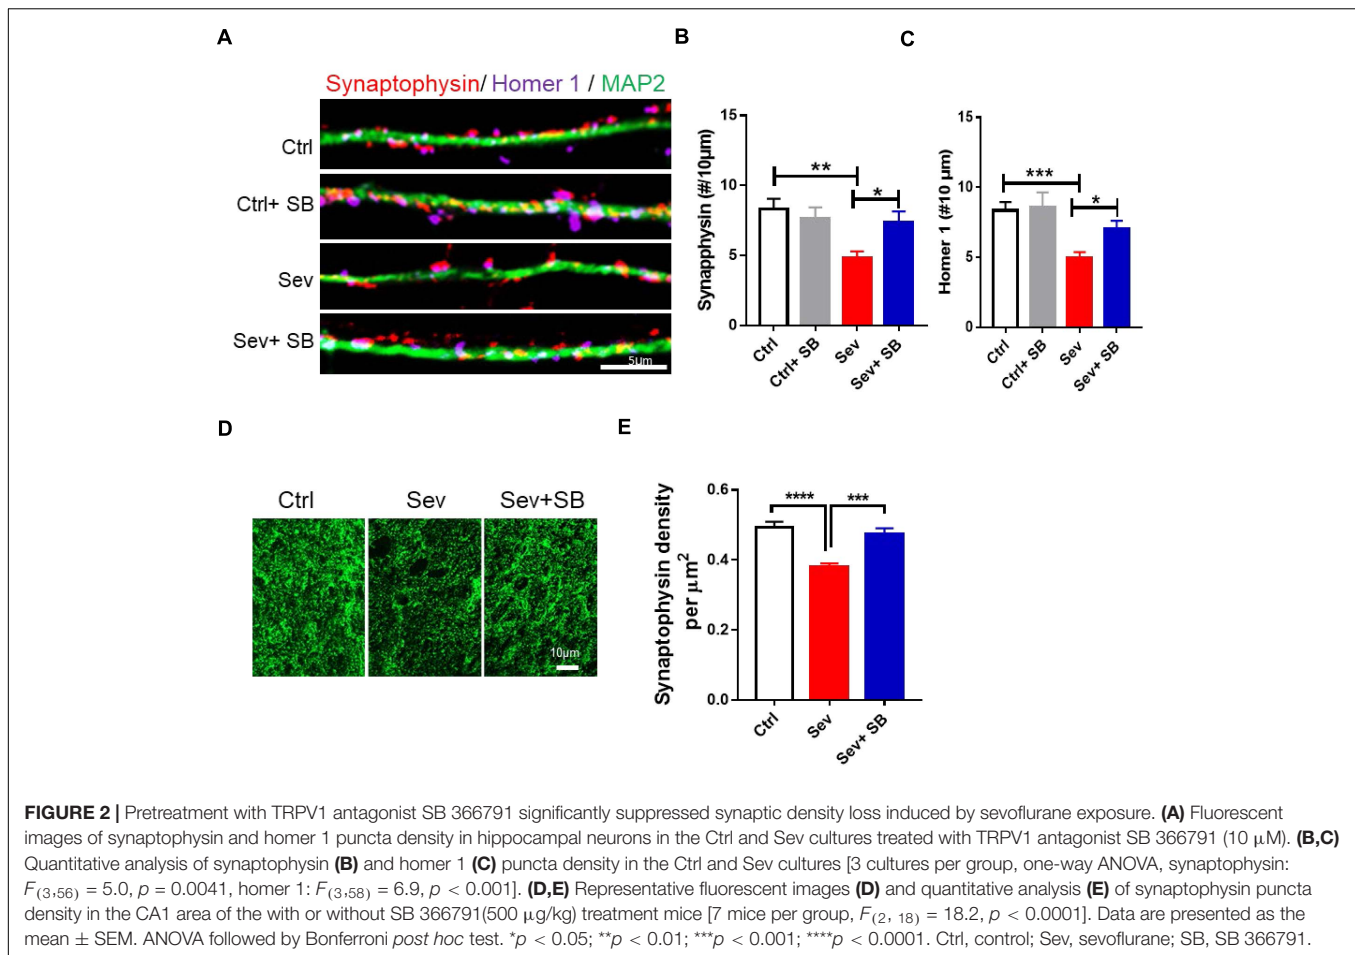 A
B
C
Synaptophysin/ Homer 1 / MAP2
Ctrl
Ctrl+ SB
Sev
Sev+ SB
5μm
Synapphysin (#/10μm)
15
10
5
0
**
*
Ctrl
Ctrl+ SB
Sev
Sev+ SB
Homer 1 (#10 μm)
15
10
5
0
***
*
Ctrl
Ctrl+ SB
Sev
Sev+ SB
D
E
Ctrl Sev Sev+SB
10μm
Synaptophysin density
per μm²
0.6
0.4
0.2
0.0
****
***
Ctrl
Sev
Sev+ SB
FIGURE 2 | Pretreatment with TRPV1 antagonist SB 366791 significantly suppressed synaptic density loss induced by sevoflurane exposure. (A) Fluorescent
images of synaptophysin and homer 1 puncta density in hippocampal neurons in the Ctrl and Sev cultures treated with TRPV1 antagonist SB 366791 (10 μM). (B,C)
Quantitative analysis of synaptophysin (B) and homer 1 (C) puncta density in the Ctrl and Sev cultures [3 cultures per group, one-way ANOVA, synaptophysin:
F(3,56) = 5.0, p = 0.0041, homer 1: F(3,58) = 6.9, p < 0.001]. (D,E) Representative fluorescent images (D) and quantitative analysis (E) of synaptophysin puncta
density in the CA1 area of the with or without SB 366791(500 μg/kg) treatment mice [7 mice per group, F(2, 18) = 18.2, p < 0.0001]. Data are presented as the
mean ± SEM. ANOVA followed by Bonferroni post hoc test. *p < 0.05; **p < 0.01; ***p < 0.001; ****p < 0.0001. Ctrl, control; Sev, sevoflurane; SB, SB 366791.